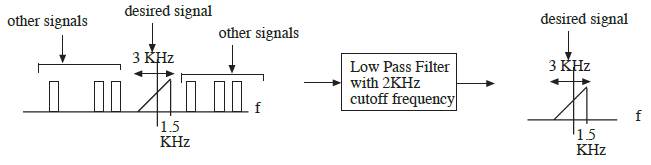 other signals
desired signal
other signals
3 KHz
f
1.5
KHz
Low Pass Filter
with 2KHz
cutoff frequency
desired signal
3 KHz
f
1.5
KHz